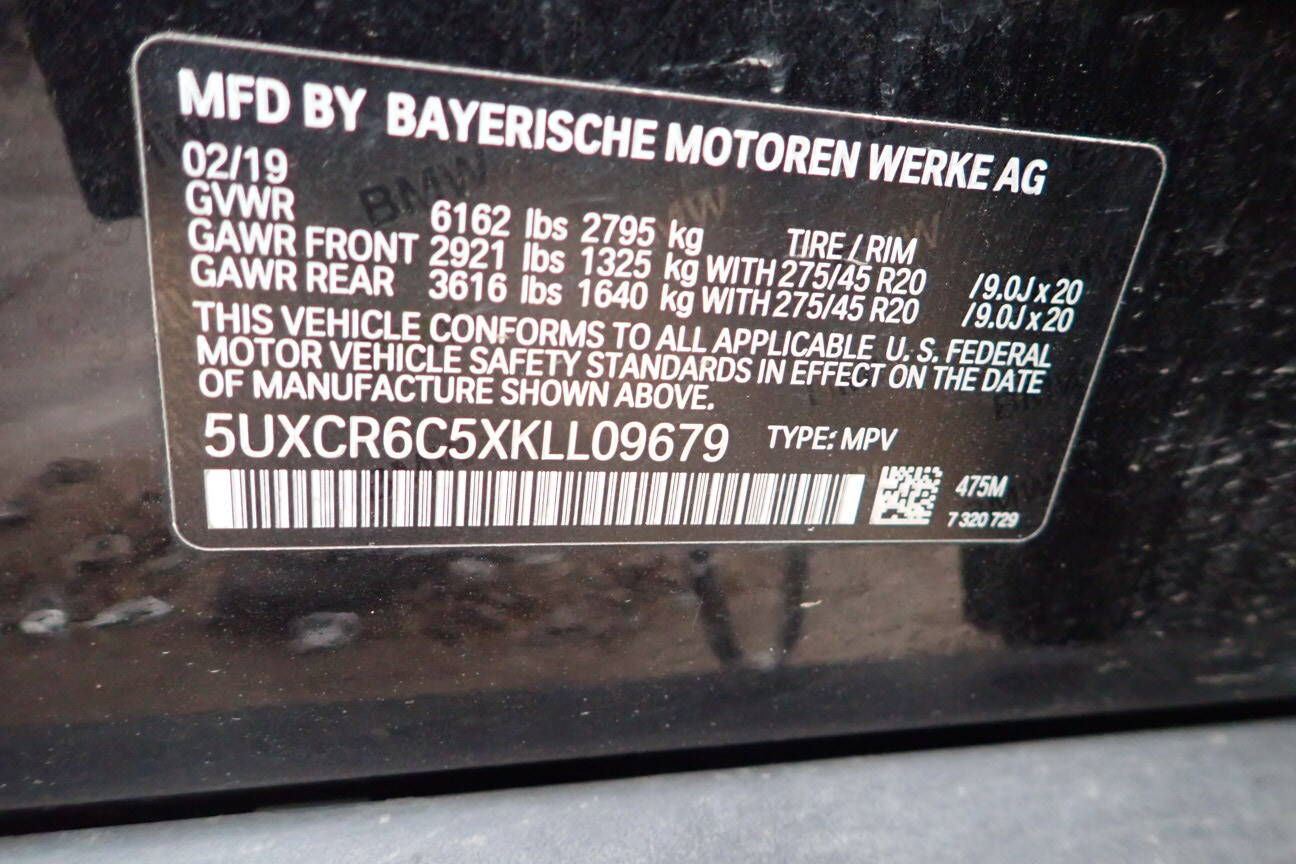 MFD BY BAYERISCHE MOTOREN WERKE AG
02/19
GVWR 6162 lbs 2795 kg TIRE / RIM
GAWR FRONT 2921 lbs 1325 kg WITH 275/45 R20 /9.0J x 20
GAWR REAR 3616 lbs 1640 kg WITH 275/45 R20 /9.0J x 20
THIS VEHICLE CONFORMS TO ALL APPLICABLE U. S. FEDERAL
MOTOR VEHICLE SAFETY STANDARDS IN EFFECT ON THE DATE
OF MANUFACTURE SHOWN ABOVE.
5UXCR6C5XKLL09679 TYPE: MPV
475M
7 320 729
BMW